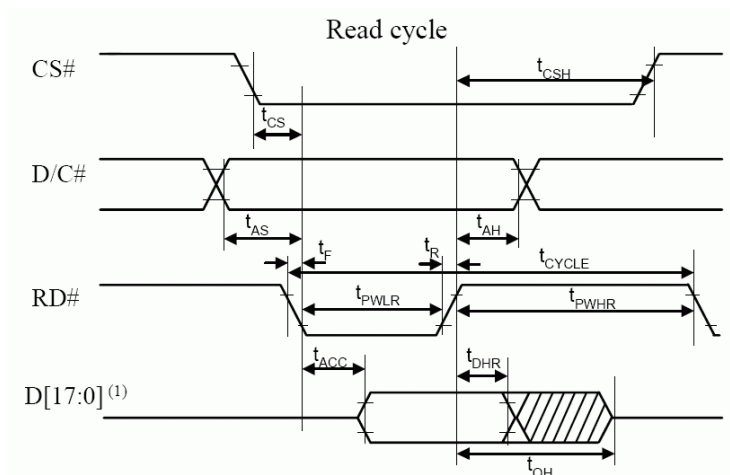 Read cycle
CS#
tCSH
tCS
D/C#
tAS
tAH
tF
tR
tCYCLE
RD#
tPWLR
tPWHR
tACC
tDHR
D[17:0](1)
tOH